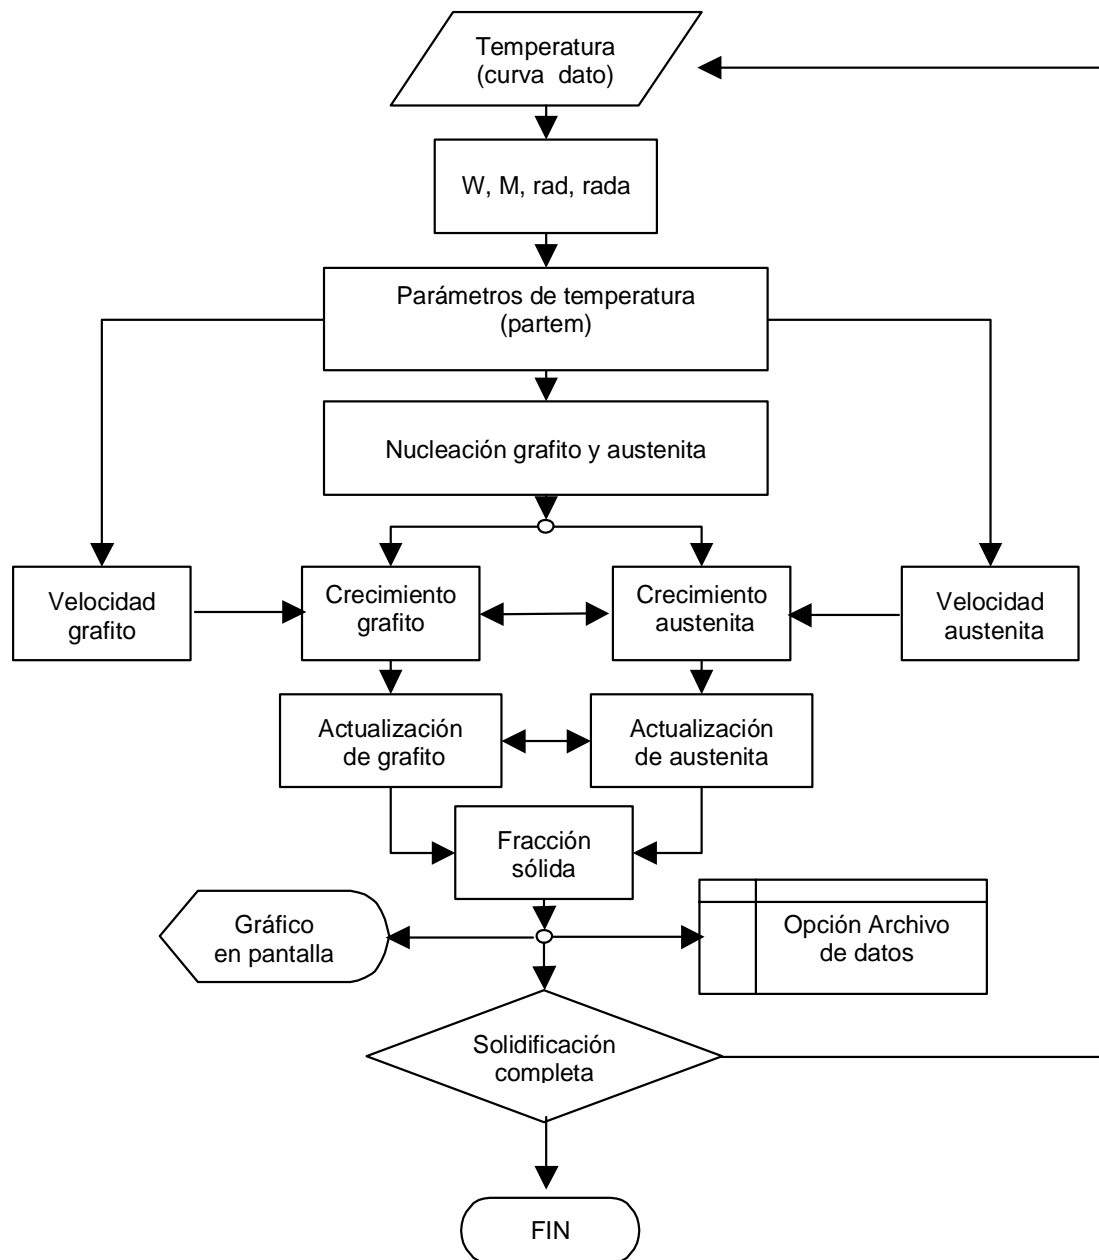 Temperatura
(curva dato)
W, M, rad, rada
Parámetros de temperatura
(partem)
Nucleación grafito y austenita
Velocidad
grafito
Crecimiento
grafito
Crecimiento
austenita
Velocidad
austenita
Actualización
de grafito
Actualización
de austenita
Fracción
sólida
Gráfico
en pantalla
Opción Archivo
de datos
Solidificación
completa
FIN